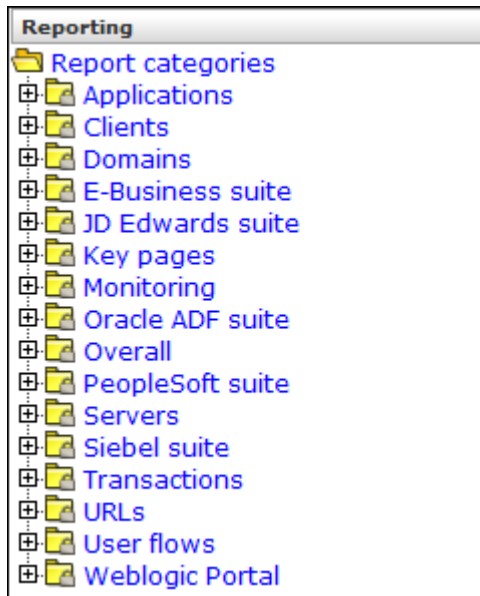 Reporting
Report categories
Applications
Clients
Domains
E-Business suite
JD Edwards suite
Key pages
Monitoring
Oracle ADF suite
Overall
PeopleSoft suite
Servers
Siebel suite
Transactions
URLs
User flows
Weblogic Portal